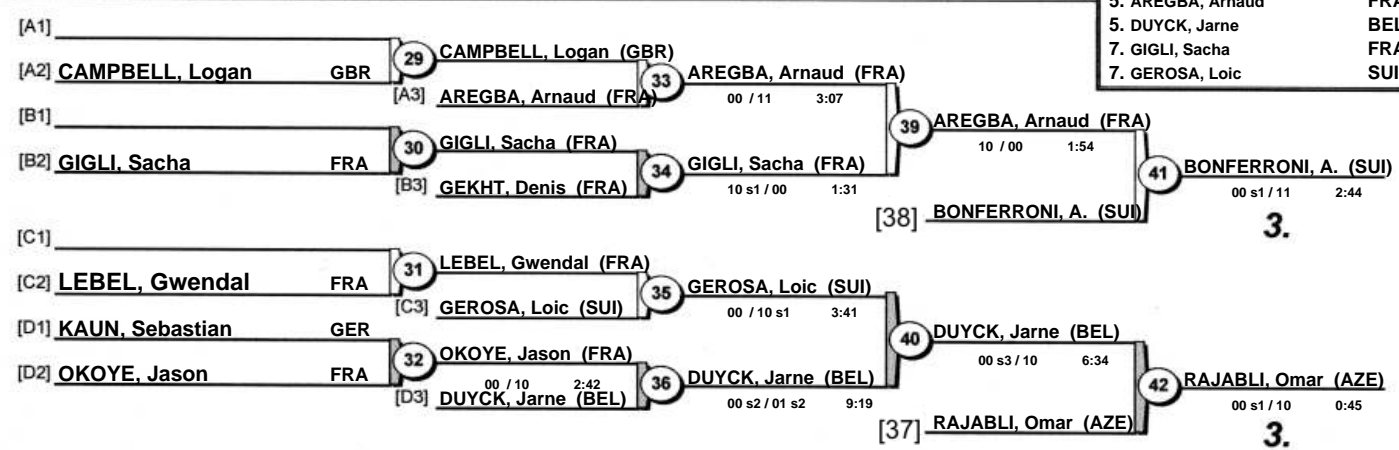 5. AREGBA, Arnaud FRA
5. DUYCK, Jarne BEL
7. GIGLI, Sacha FRA
7. GEROSA, Loic SUI
[A1]
[A2] CAMPBELL, Logan GBR
29
CAMPBELL, Logan (GBR)
[A3] AREGBA, Arnaud (FRA)
33
AREGBA, Arnaud (FRA)
00 / 11 3:07
[B1]
[B2] GIGLI, Sacha FRA
30
GIGLI, Sacha (FRA)
[B3] GEKHT, Denis (FRA)
34
GIGLI, Sacha (FRA)
10 s1 / 00 1:31
39
AREGBA, Arnaud (FRA)
10 / 00 1:54
[38] BONFERRONI, A. (SUI)
41
BONFERRONI, A. (SUI)
00 s1 / 11 2:44
3.
[C1]
[C2] LEBEL, Gwendal FRA
31
LEBEL, Gwendal (FRA)
[C3] GEROSA, Loic (SUI)
35
GEROSA, Loic (SUI)
00 / 10 s1 3:41
[D1] KAUN, Sebastian GER
[D2] OKOYE, Jason FRA
32
OKOYE, Jason (FRA)
00 / 10 2:42
[D3] DUYCK, Jarne (BEL)
36
DUYCK, Jarne (BEL)
00 s2 / 01 s2 9:19
40
DUYCK, Jarne (BEL)
00 s3 / 10 6:34
[37] RAJABLI, Omar (AZE)
42
RAJABLI, Omar (AZE)
00 s1 / 10 0:45
3.